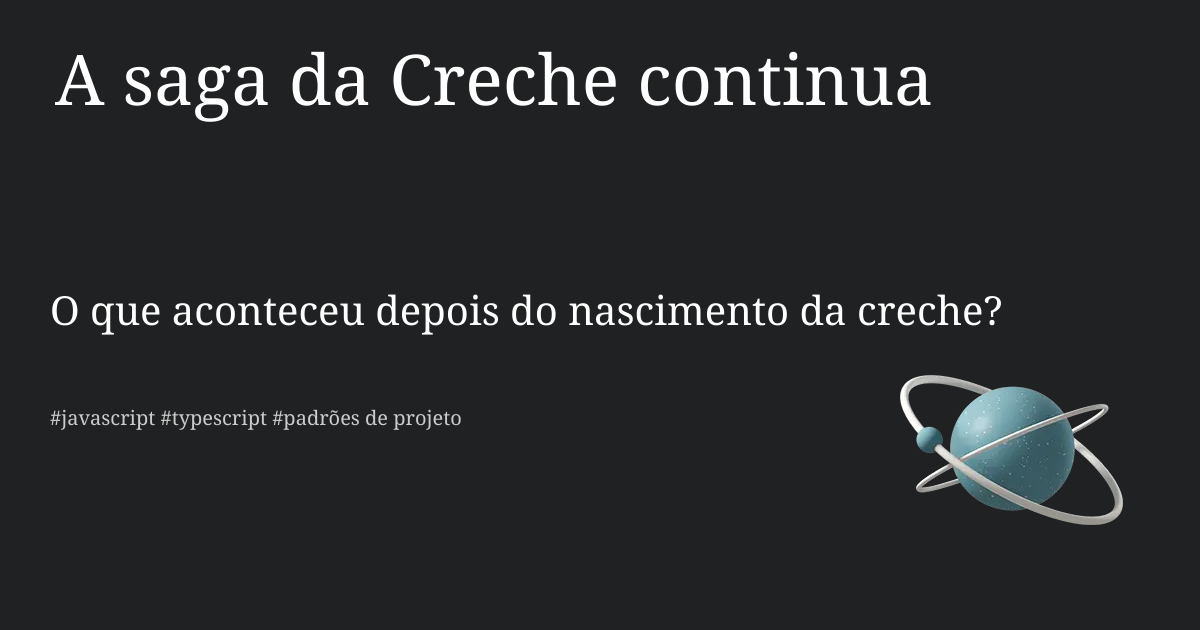 A saga da Creche continua
O que aconteceu depois do nascimento da creche?
#javascript #typescript #padrões de projeto